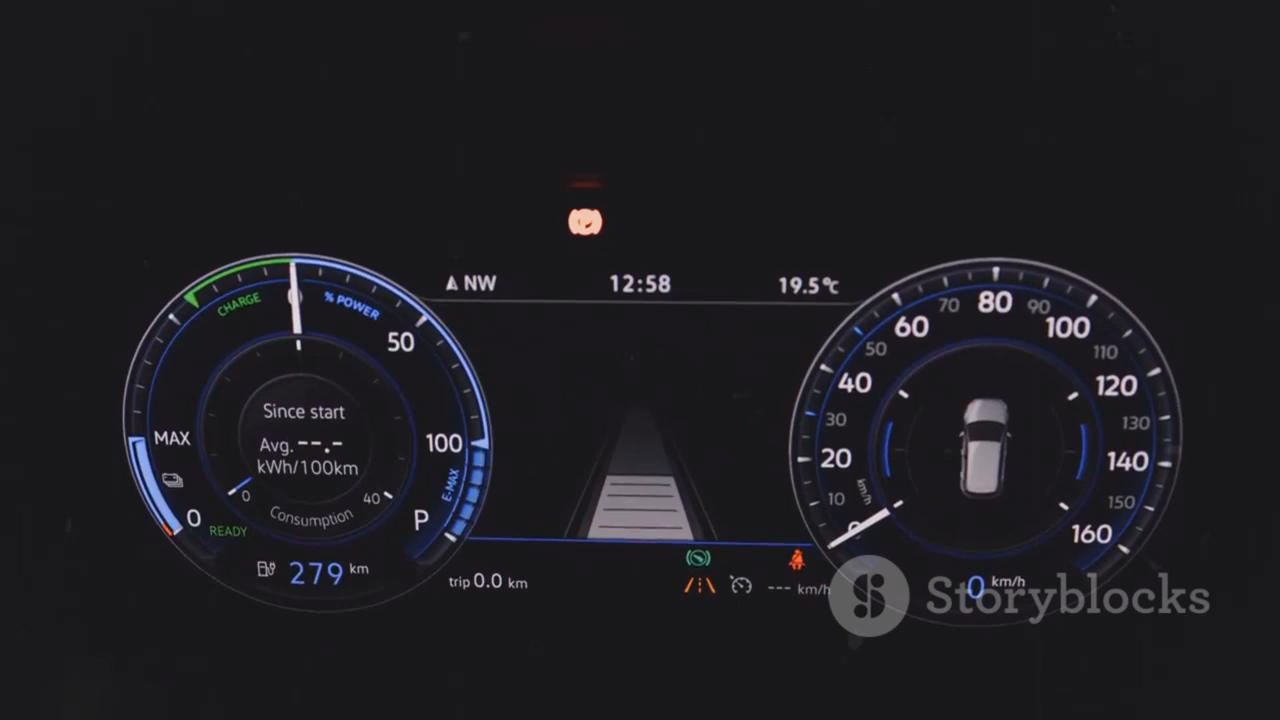 NW
12:58
19.5°C
CHARGE
% POWER
50
100
E-MAX
P
MAX
0
READY
Since start
Avg. --.-
kWh/100km
0
40
Consumption
279 km
trip 0.0 km
--- km/h
0
10
20
30
40
50
60
70
80
90
100
110
120
130
140
150
160
km/h
0 km/h
Storyblocks